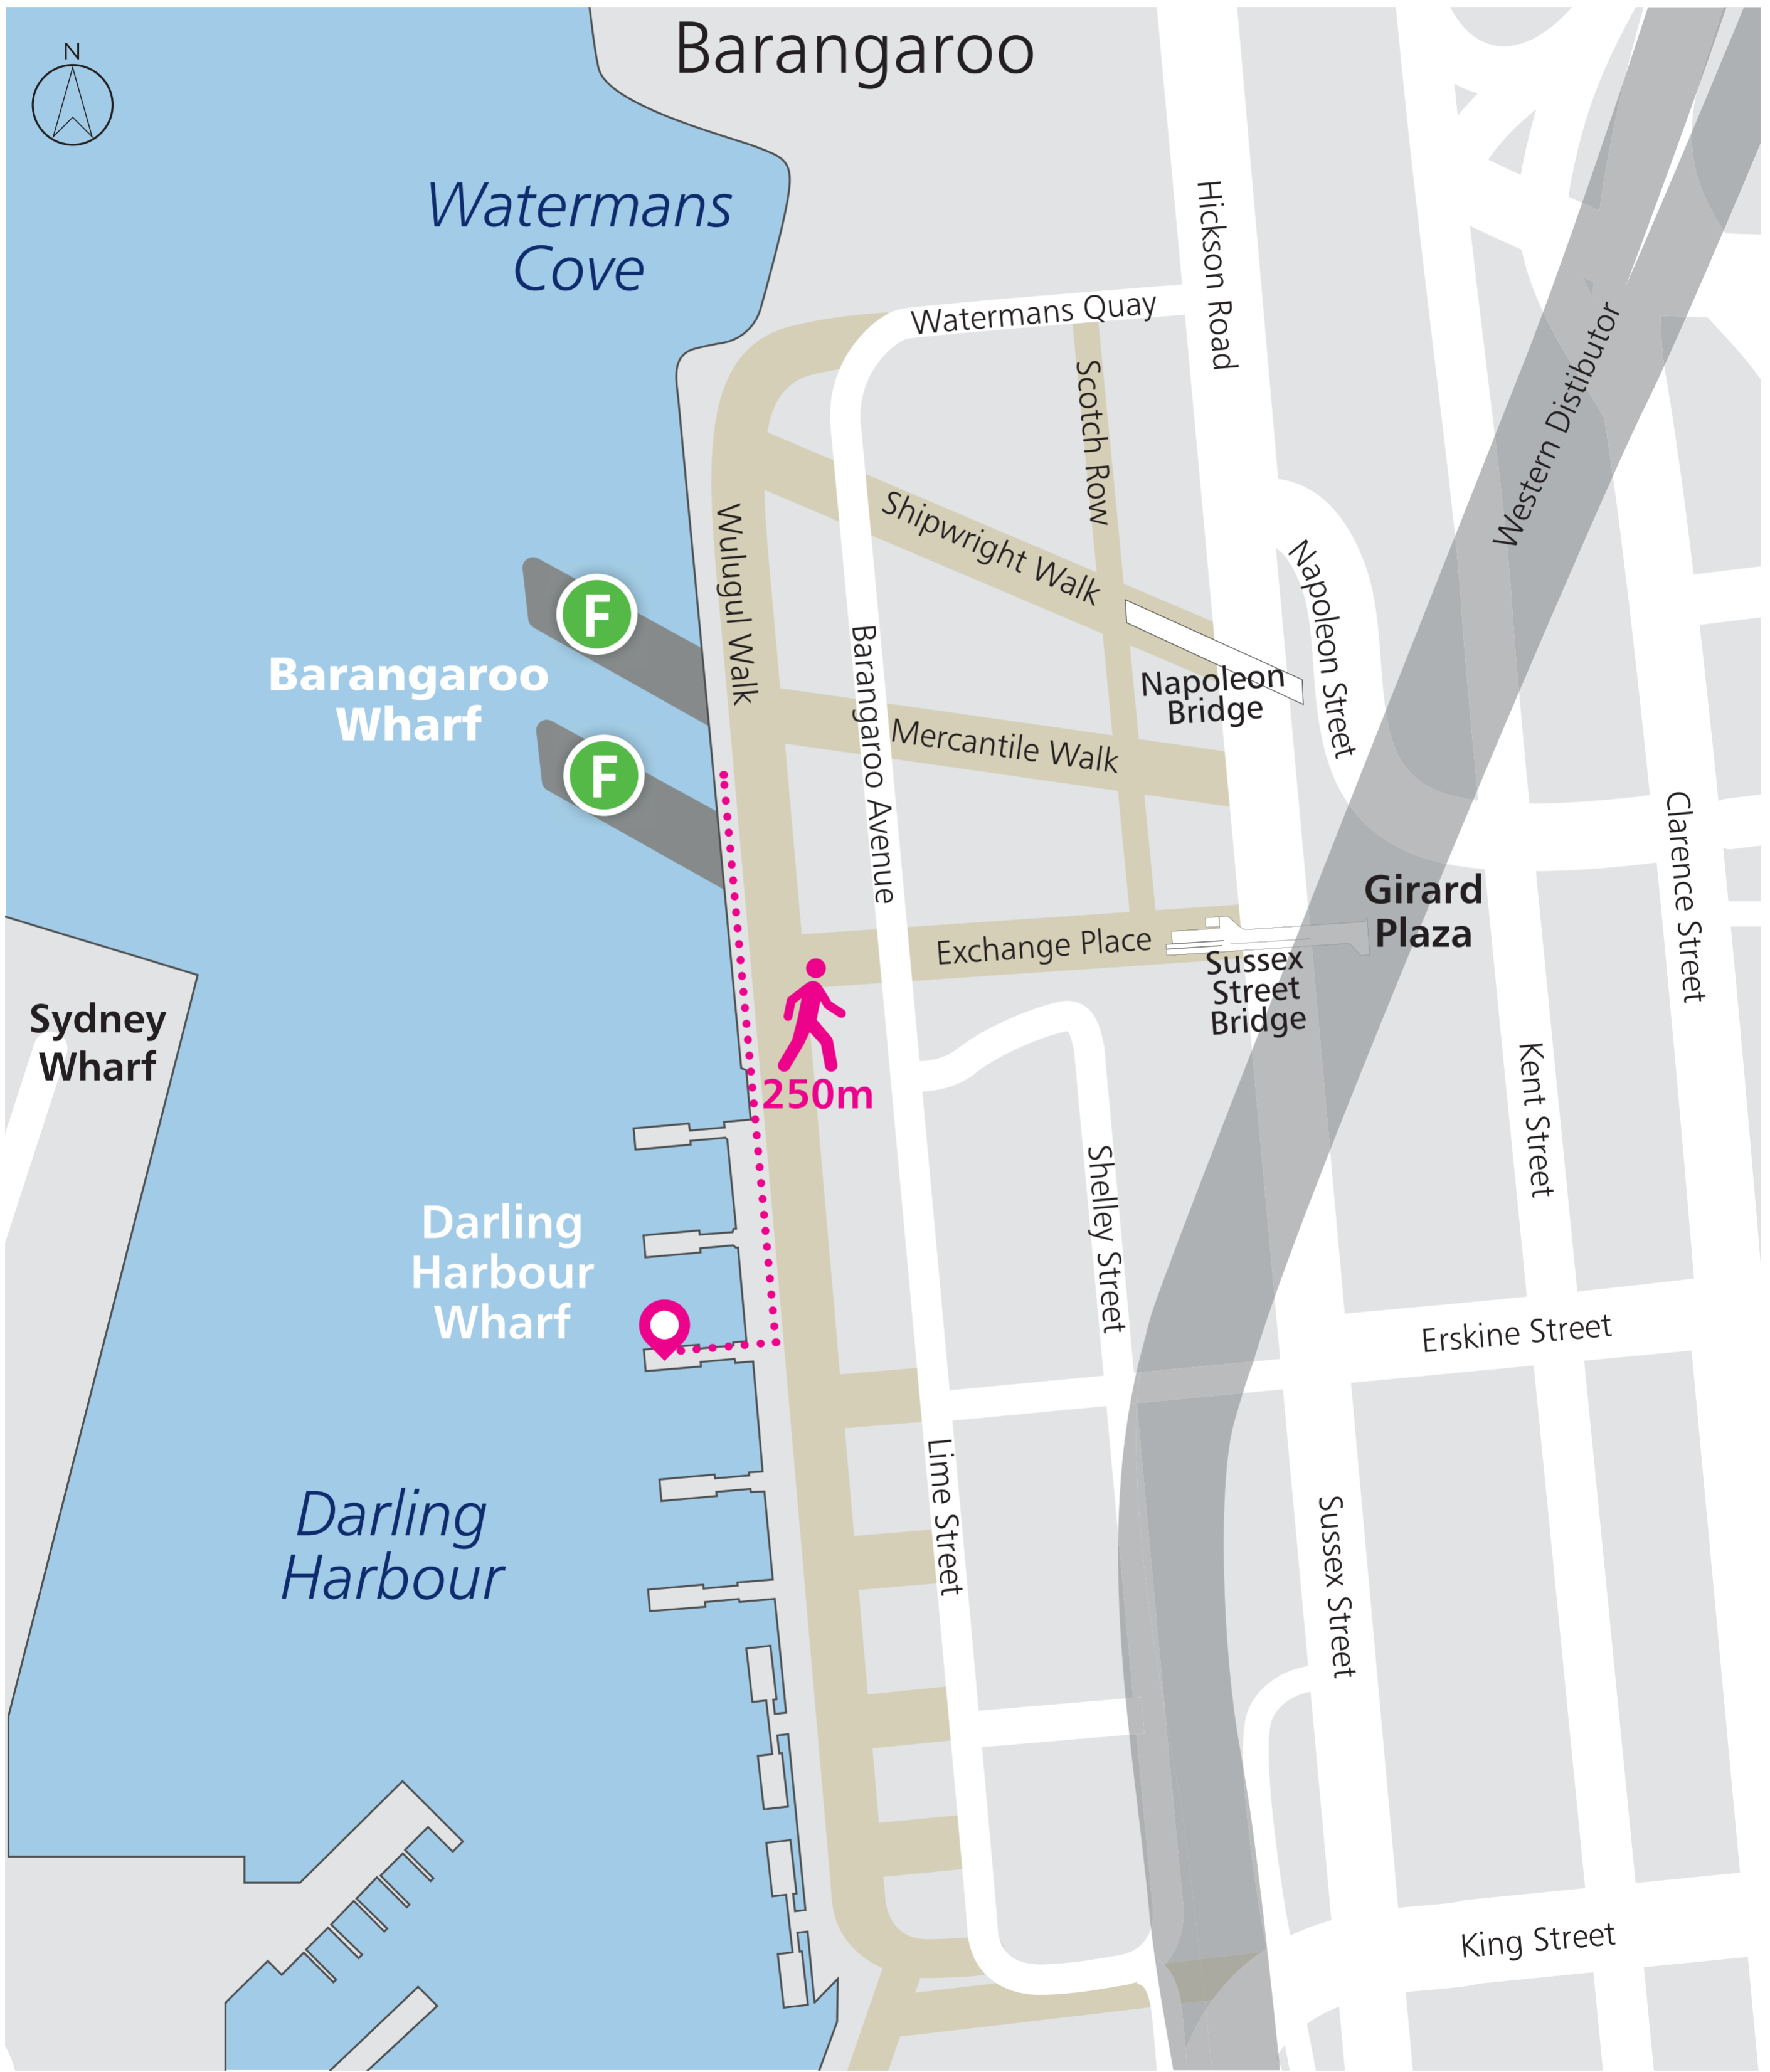 Barangaroo
N
Watermans
Cove
Hickson Road
Watermans Quay
Western Distibutor
Scotch Row
Shipwright Walk
Wulugul Walk
Napoleon Street
F
Barangaroo
Wharf
Barangaroo Avenue
Napoleon
Bridge
Mercantile Walk
F
Clarence Street
Girard
Plaza
Exchange Place
Sussex
Street
Bridge
Sydney
Wharf
250m
Kent Street
Shelley Street
Darling
Harbour
Wharf
Erskine Street
Lime Street
Darling
Harbour
Sussex Street
King Street